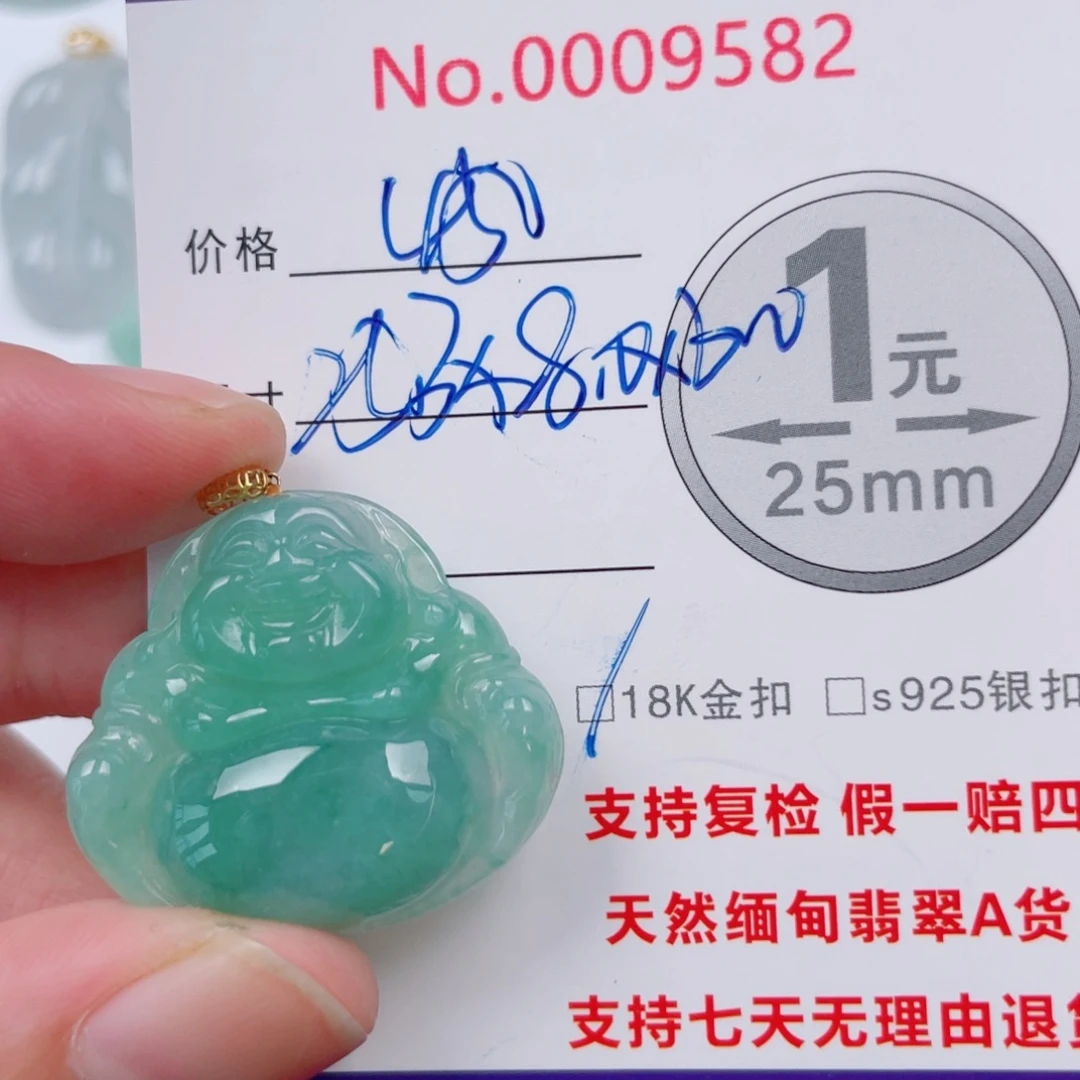 No.0009582
价格
1元
25mm
18K金扣 s925银扣
支持复检 假一赔四
天然缅甸翡翠A货
支持七天无理由退货